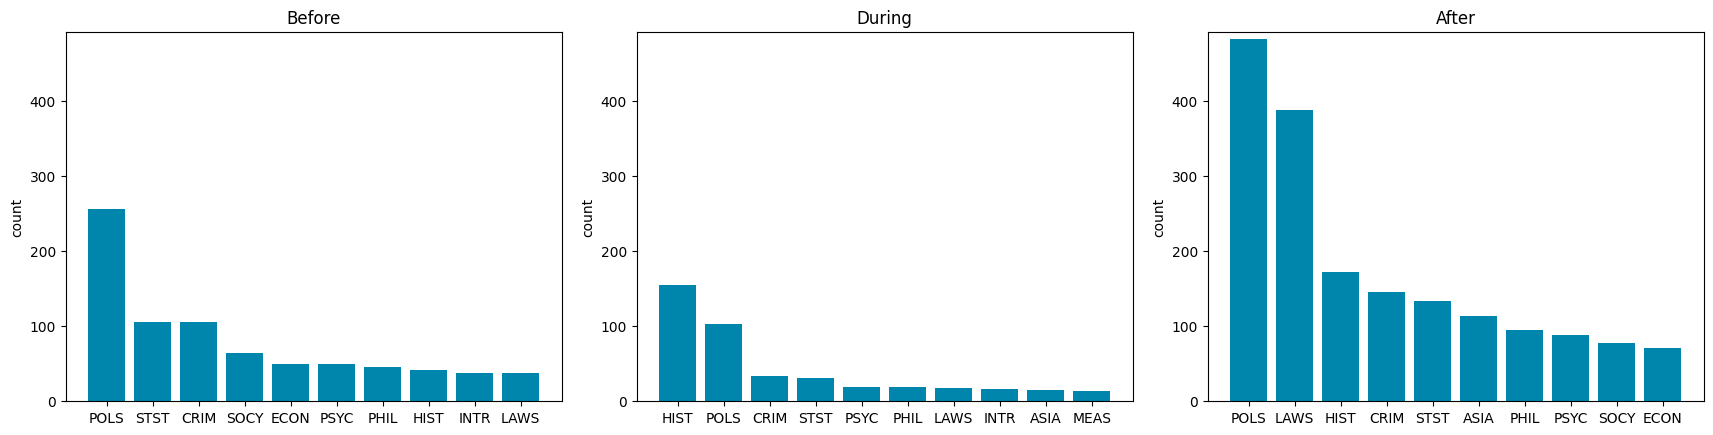 Before
count
400
300
200
100
0
POLS STST CRIM SOCY ECON PSYC PHIL HIST INTR LAWS
During
count
400
300
200
100
0
HIST POLS CRIM STST PSYC PHIL LAWS INTR ASIA MEAS
After
count
400
300
200
100
0
POLS LAWS HIST CRIM STST ASIA PHIL PSYC SOCY ECON